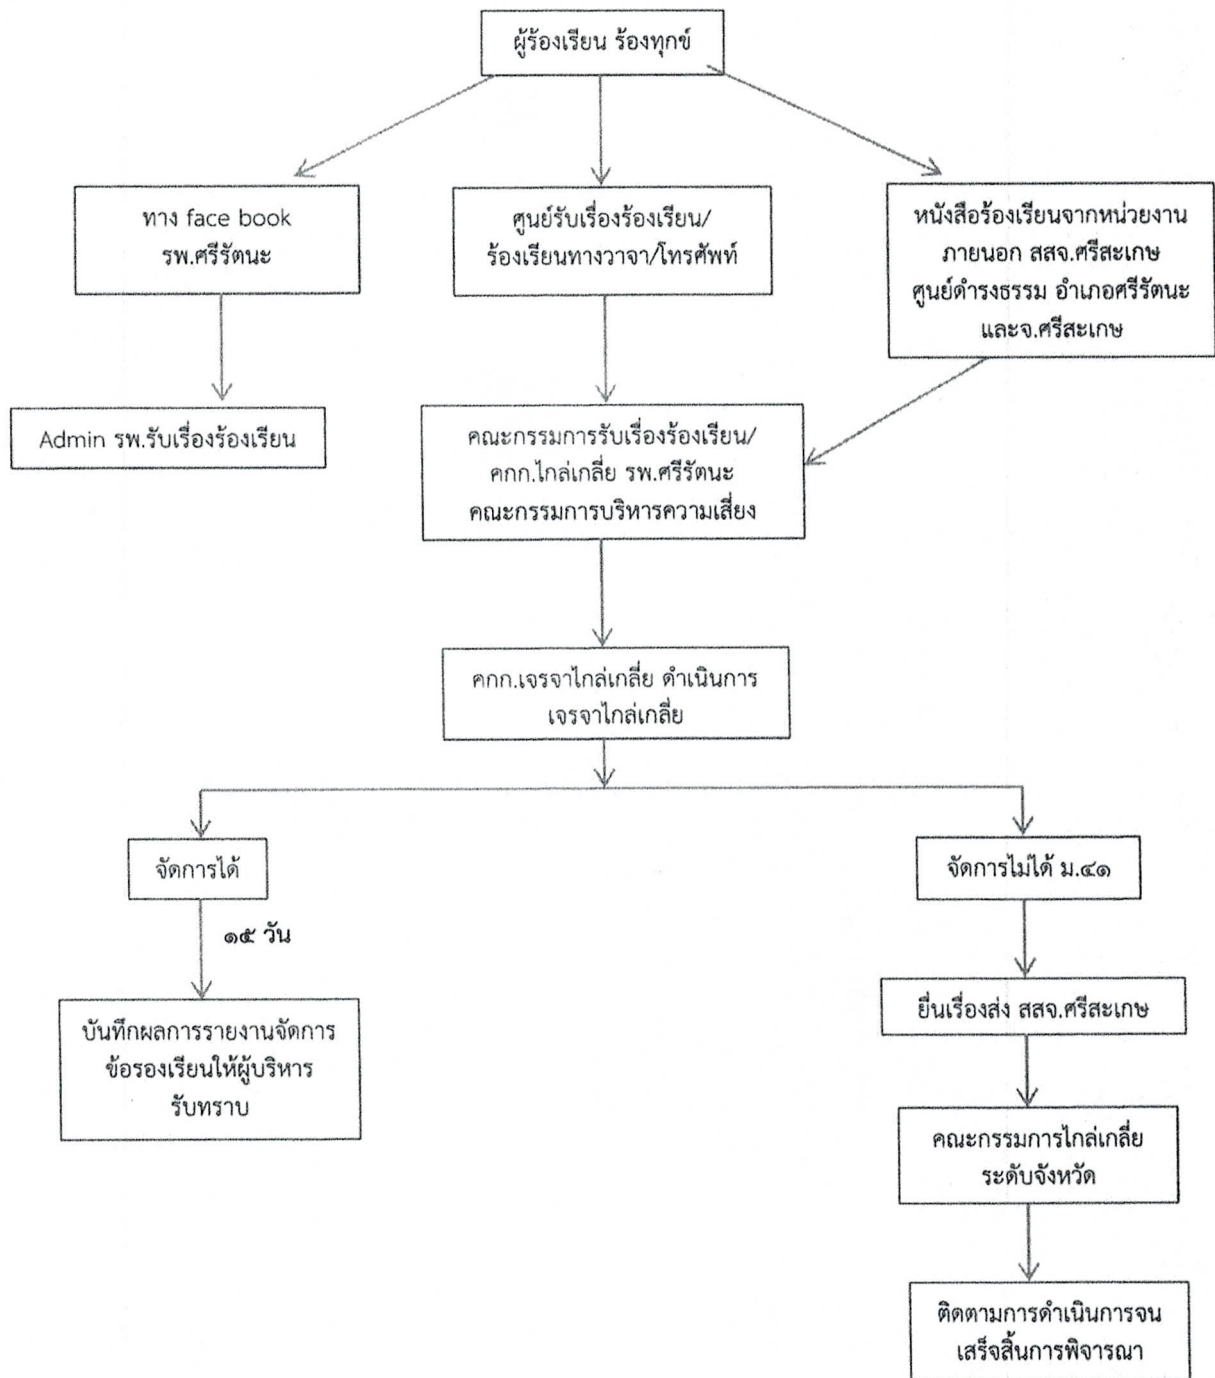 ผู้ร้องเรียน ร้องทุกข์
ทาง face book
รพ.ศรีรัตนะ
ศูนย์รับเรื่องร้องเรียน/
ร้องเรียนทางวาจา/โทรศัพท์
หนังสือร้องเรียนจากหน่วยงาน
ภายนอก สสจ.ศรีสะเกษ
ศูนย์ดำรงธรรม อำเภอศรีรัตนะ
และจ.ศรีสะเกษ
Admin รพ.รับเรื่องร้องเรียน
คณะกรรมการรับเรื่องร้องเรียน/
คกก.ไกล่เกลี่ย รพ.ศรีรัตนะ
คณะกรรมการบริหารความเสี่ยง
คกก.เจรจาไกล่เกลี่ย ดำเนินการ
เจรจาไกล่เกลี่ย
จัดการได้
๑๕ วัน
บันทึกผลการรายงานจัดการ
ข้อรองเรียนให้ผู้บริหาร
รับทราบ
จัดการไม่ได้ ม.๔๑
ยื่นเรื่องส่ง สสจ.ศรีสะเกษ
คณะกรรมการไกล่เกลี่ย
ระดับจังหวัด
ติดตามการดำเนินการจน
เสร็จสิ้นการพิจารณา